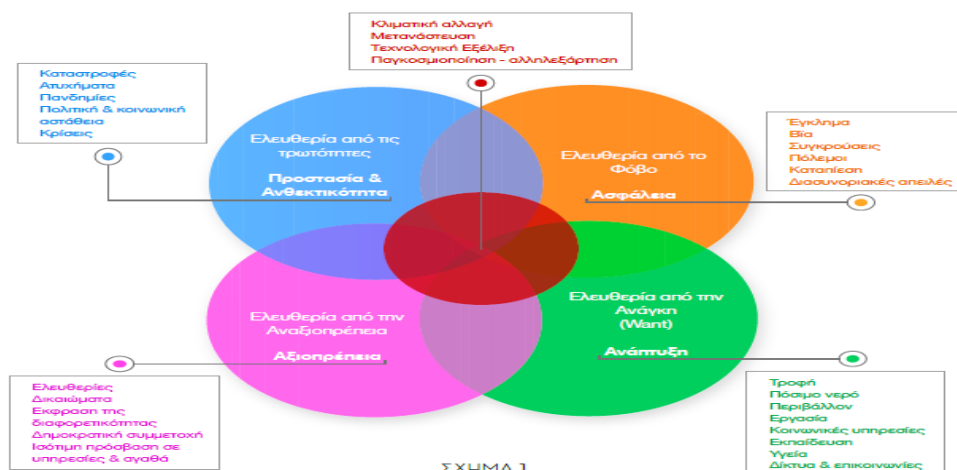 Κλιματική αλλαγή
Μετανάστευση
Τεχνολογική Εξέλιξη
Παγκοσμιοποίηση - αλληλεξάρτηση
Καταστροφές
Ατυχήματα
Πανδημίες
Πολιτική & κοινωνική
αστάθεια
Κρίσεις
Ελευθερία από τις
τρωτότητες
Προστασία &
Ανθεκτικότητα
Ελευθερία από το
Φόβο
Ασφάλεια
Έγκλημα
Βία
Συγκρούσεις
Πόλεμοι
Καταπίεση
Διασυνοριακές απειλές
Ελευθερία από την
Αναξιοπρέπεια
Αξιοπρέπεια
Ελευθερία από την
Ανάγκη
(Want)
Ανάπτυξη
Ελευθερίες
Δικαιώματα
Εκφραση της
διαφορετικότητας
Δημοκρατική συμμετοχή
Ισότιμη πρόσβαση σε
υπηρεσίες & αγαθά
Τροφή
Πόσιμο νερό
Περιβάλλον
Εργασία
Κοινωνικές υπηρεσίες
Εκπαίδευση
Υγεία
Δίκτυα & επικοινωνίες
ΣΧΗΜΑ 1